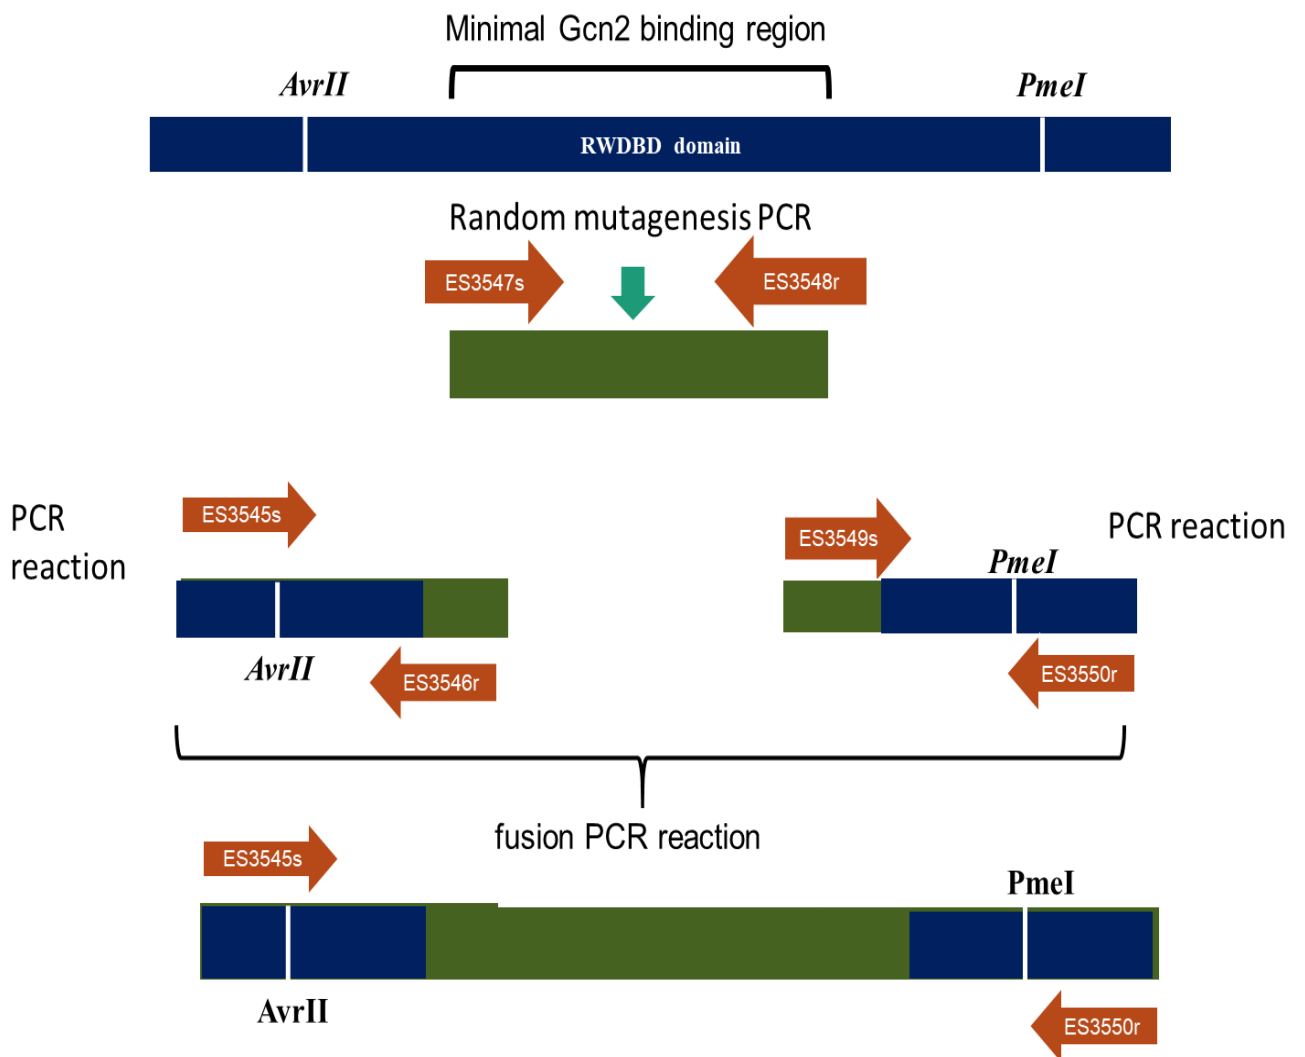 Minimal Gcn2 binding region
AvrII
PmeI
RWDBD domain
Random mutagenesis PCR
ES3547s
ES3548r
PCR
reaction
ES3545s
ES3549s
PCR reaction
PmeI
AvrII
ES3546r
ES3550r
fusion PCR reaction
ES3545s
PmeI
AvrII
ES3550r